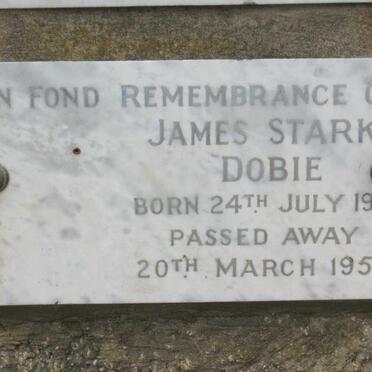 N FOND REMEMBRANCE O
JAMES STARK
DOBIE
BORN 24TH JULY 19
PASSED AWAY
20TH MARCH 195